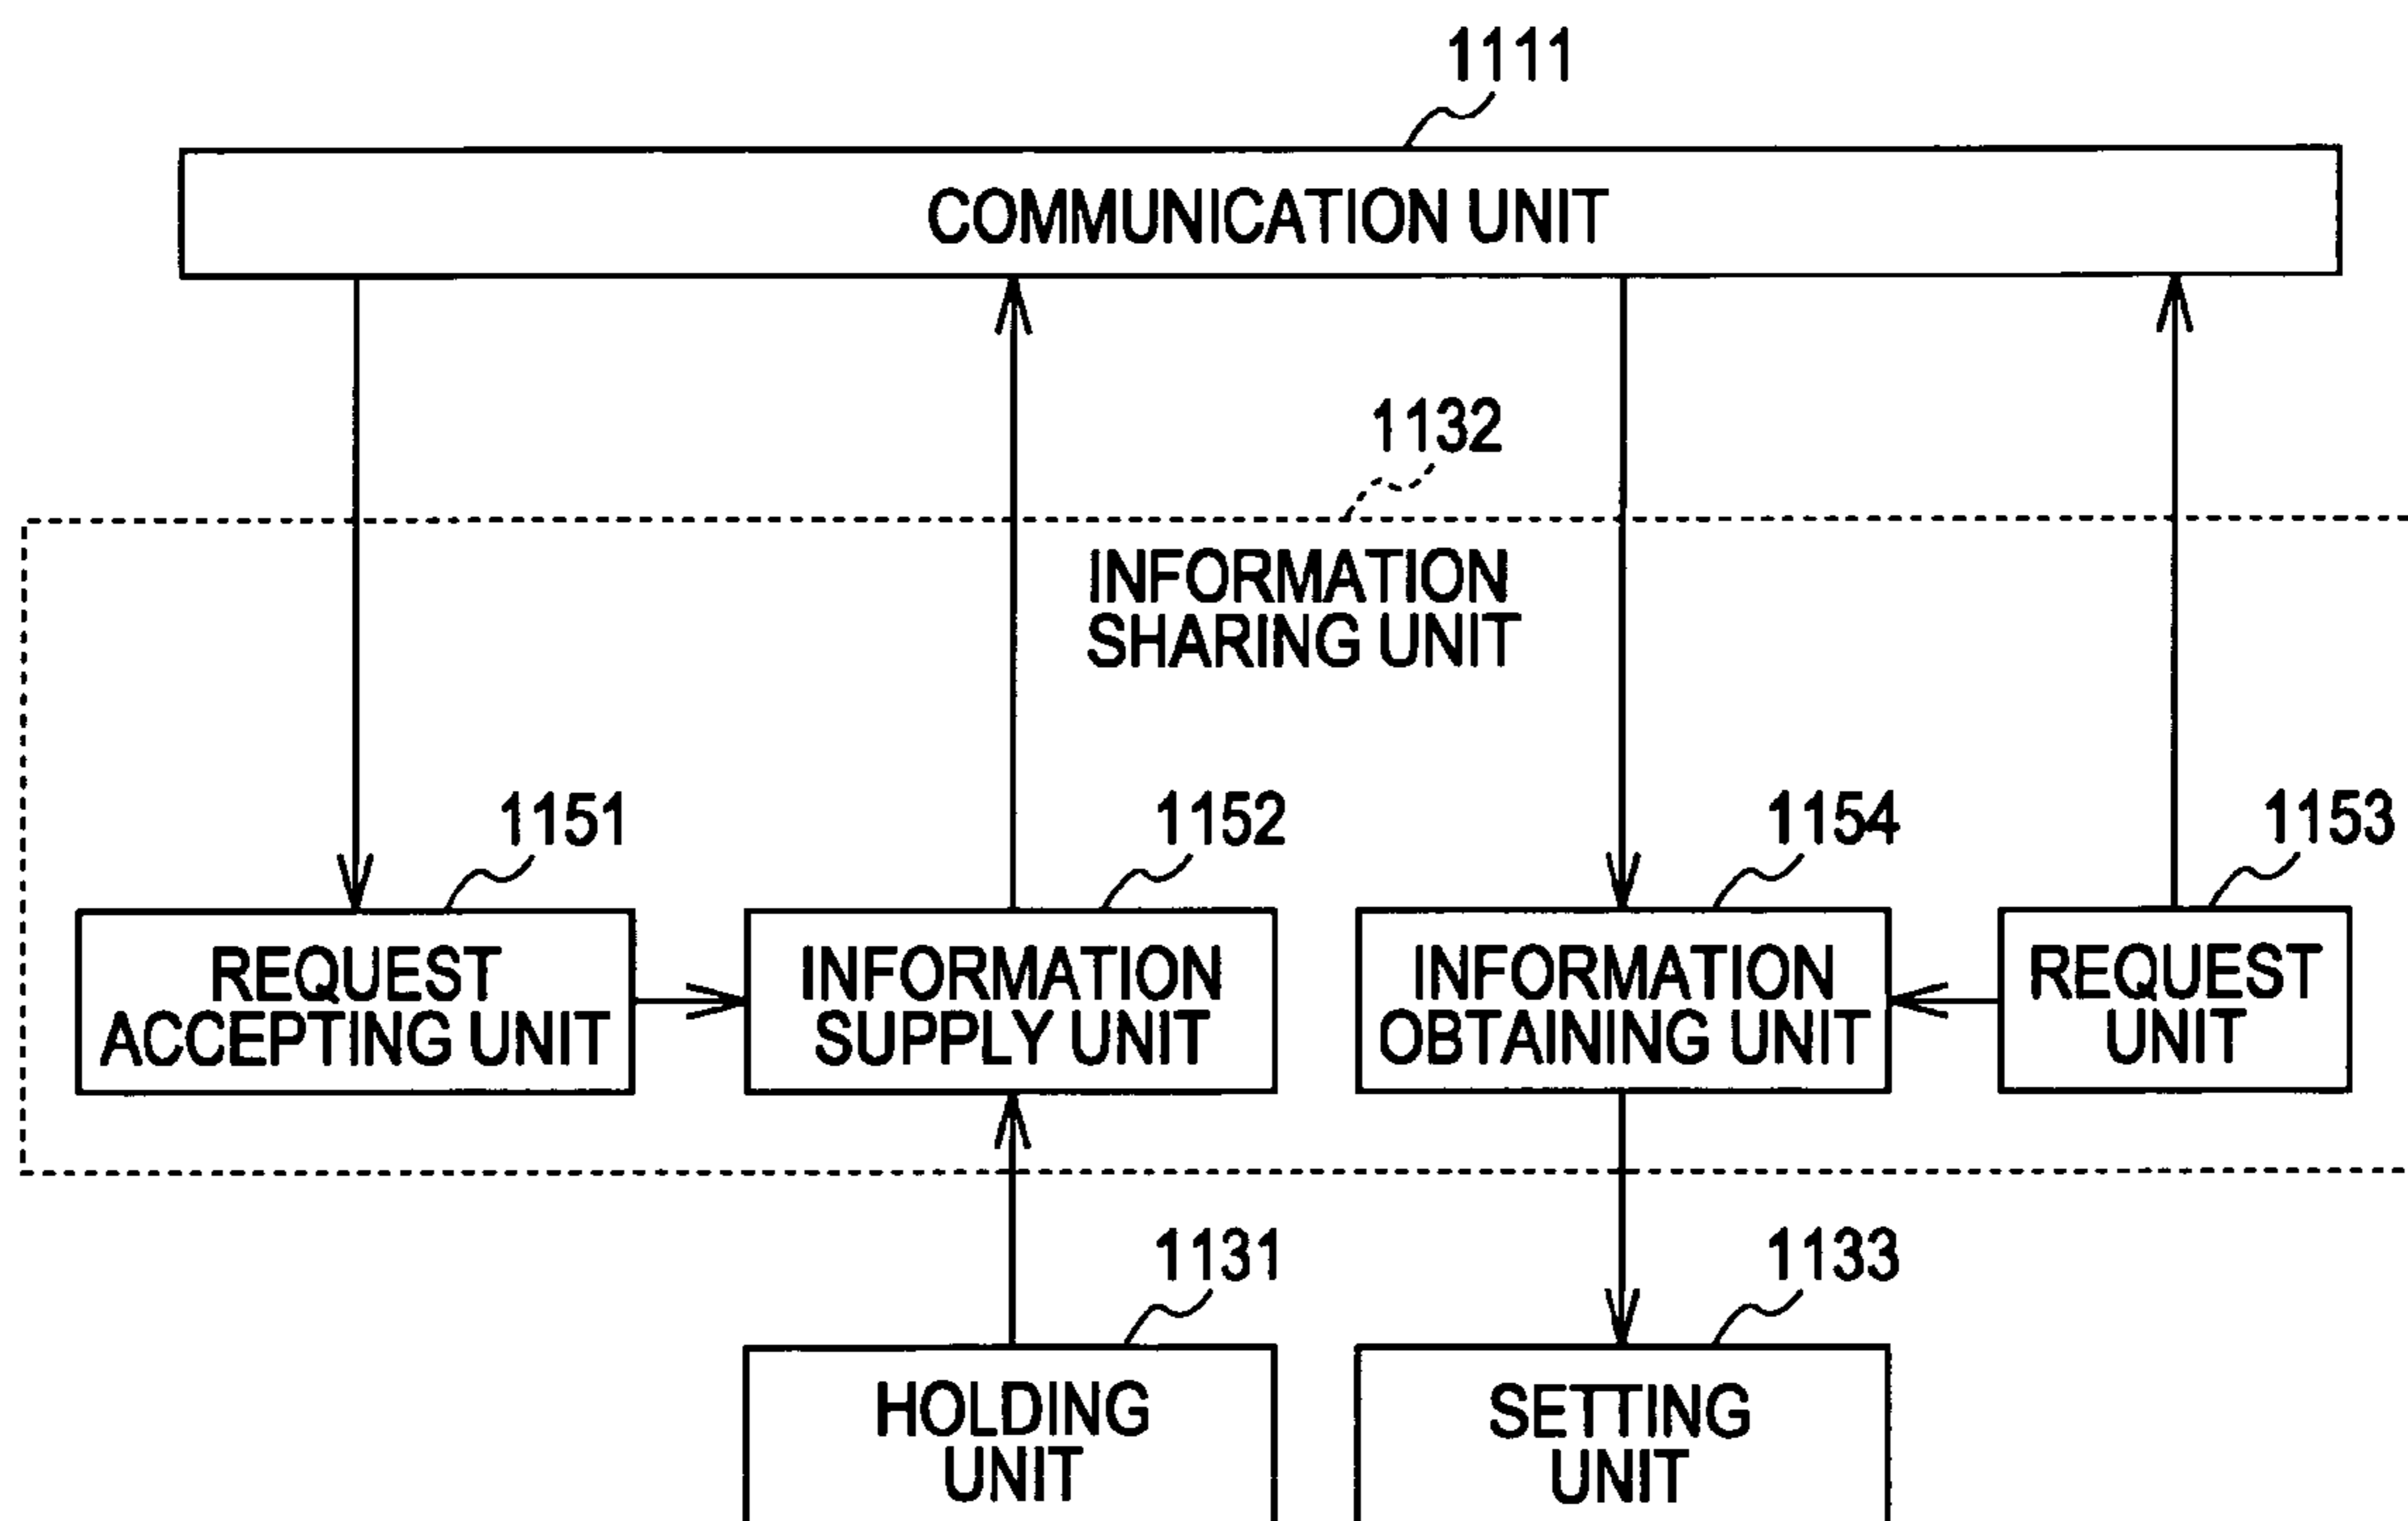 1111
COMMUNICATION UNIT
1132
INFORMATION
SHARING UNIT
1151
1152
1154
1153
REQUEST
ACCEPTING UNIT
INFORMATION
SUPPLY UNIT
INFORMATION
OBTAINING UNIT
REQUEST
UNIT
1131
1133
HOLDING
UNIT
SETTING
UNIT